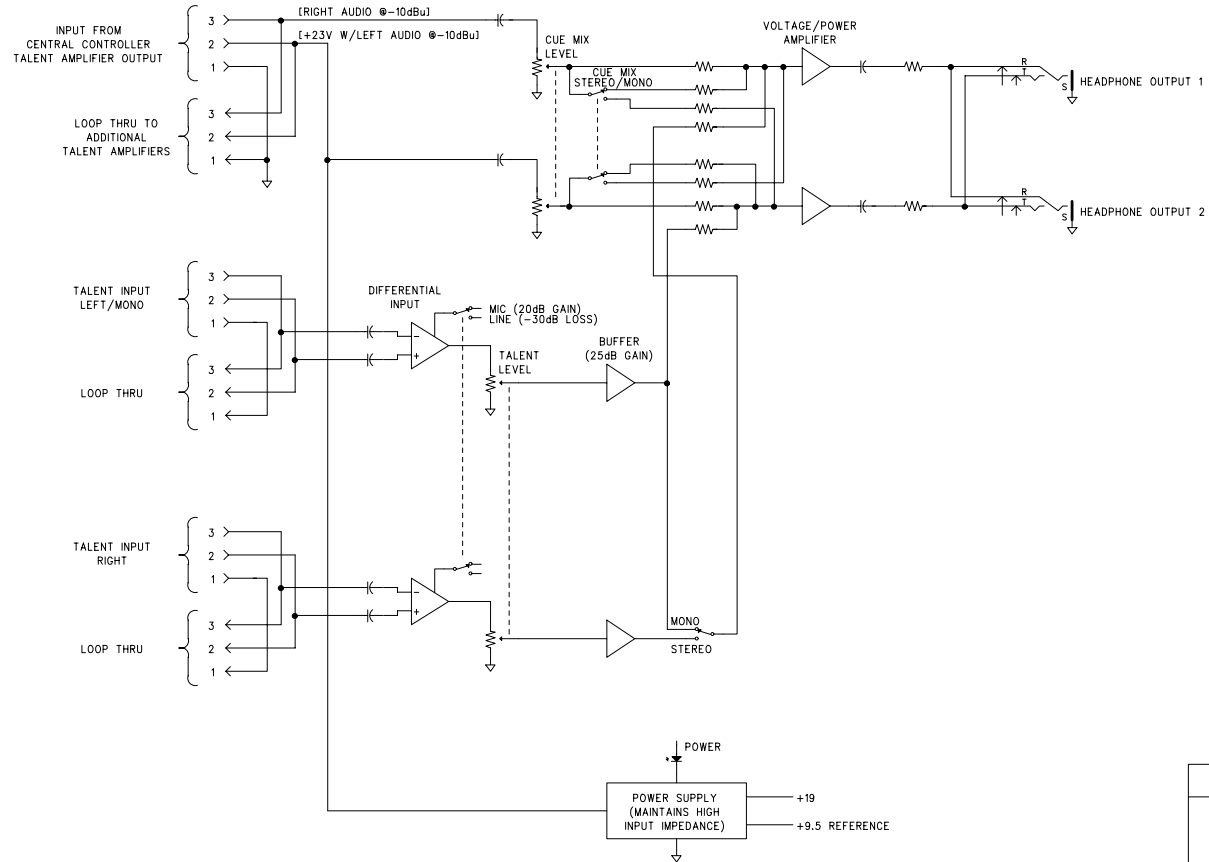 INPUT FROM
CENTRAL CONTROLLER
TALENT AMPLIFIER OUTPUT
3
2
1
[RIGHT AUDIO @-10dBu]
[+23V W/LEFT AUDIO @-10dBu]
LOOP THRU TO
ADDITIONAL
TALENT AMPLIFIERS
3
2
1
CUE MIX
LEVEL
CUE MIX
STEREO/MONO
VOLTAGE/POWER
AMPLIFIER
R
T
S
HEADPHONE OUTPUT 1
R
T
S
HEADPHONE OUTPUT 2
TALENT INPUT
LEFT/MONO
3
2
1
LOOP THRU
3
2
1
DIFFERENTIAL
INPUT
-
+
MIC (20dB GAIN)
LINE (-30dB LOSS)
TALENT
LEVEL
BUFFER
(25dB GAIN)
TALENT INPUT
RIGHT
3
2
1
LOOP THRU
3
2
1
-
+
MONO
STEREO
POWER
POWER SUPPLY
(MAINTAINS HIGH
INPUT IMPEDANCE)
+19
+9.5 REFERENCE